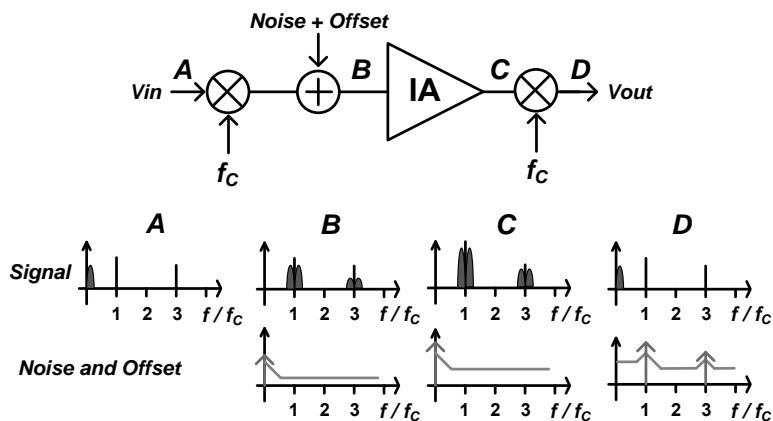 Noise + Offset
A B C D
Vin IA Vout
fC fC
A B C D
Signal
1 2 3 f / fC 1 2 3 f / fC 1 2 3 f / fC 1 2 3 f / fC
Noise and Offset
1 2 3 f / fC 1 2 3 f / fC 1 2 3 f / fC